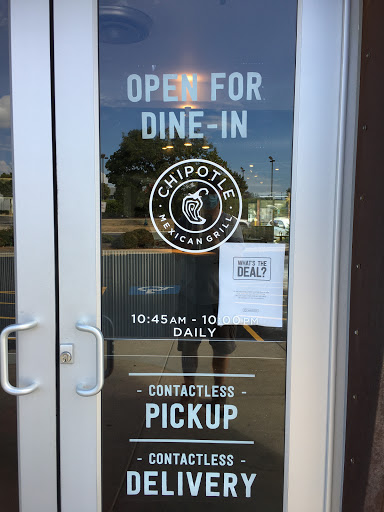 OPEN FOR
DINE-IN
CHIPOTLE
MEXICAN GRILL
WHAT'S THE
DEAL?
10:45AM - 10:00PM
DAILY
- CONTACTLESS -
PICKUP
- CONTACTLESS -
DELIVERY